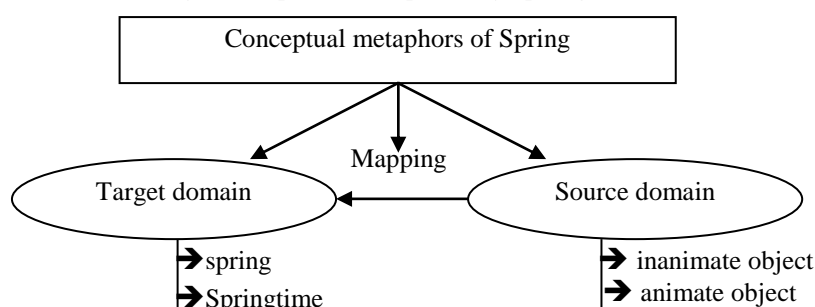 Conceptual metaphors of Spring
Mapping
Target domain
Source domain
spring
Springtime
inanimate object
animate object